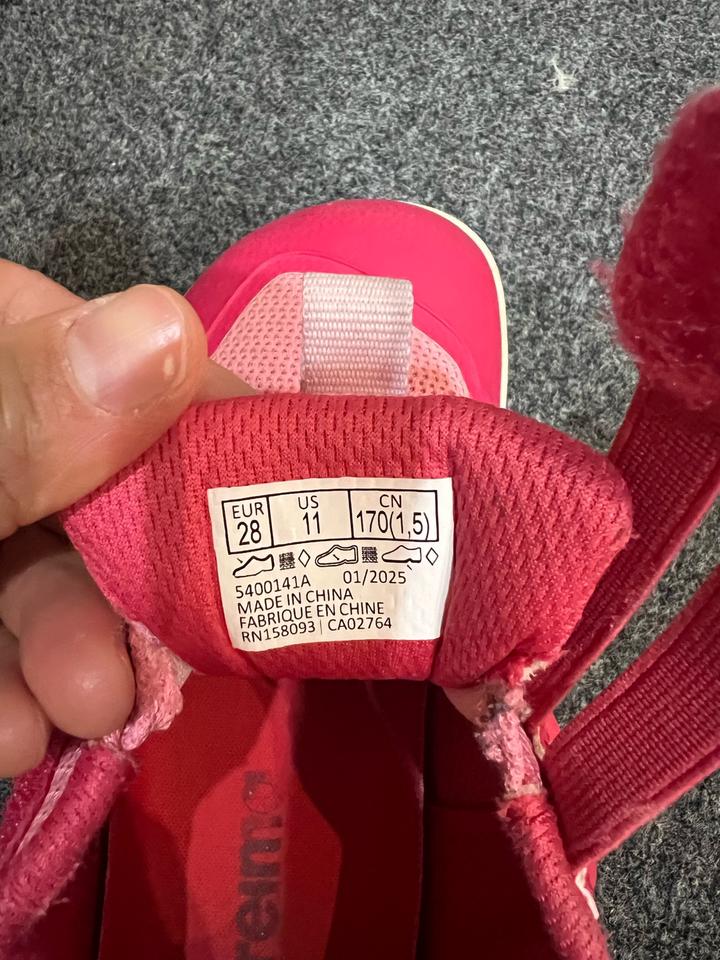 EUR US CN
28 11 170(1,5)
5400141A 01/2025
MADE IN CHINA
FABRIQUE EN CHINE
RN158093 | CA02764
reima